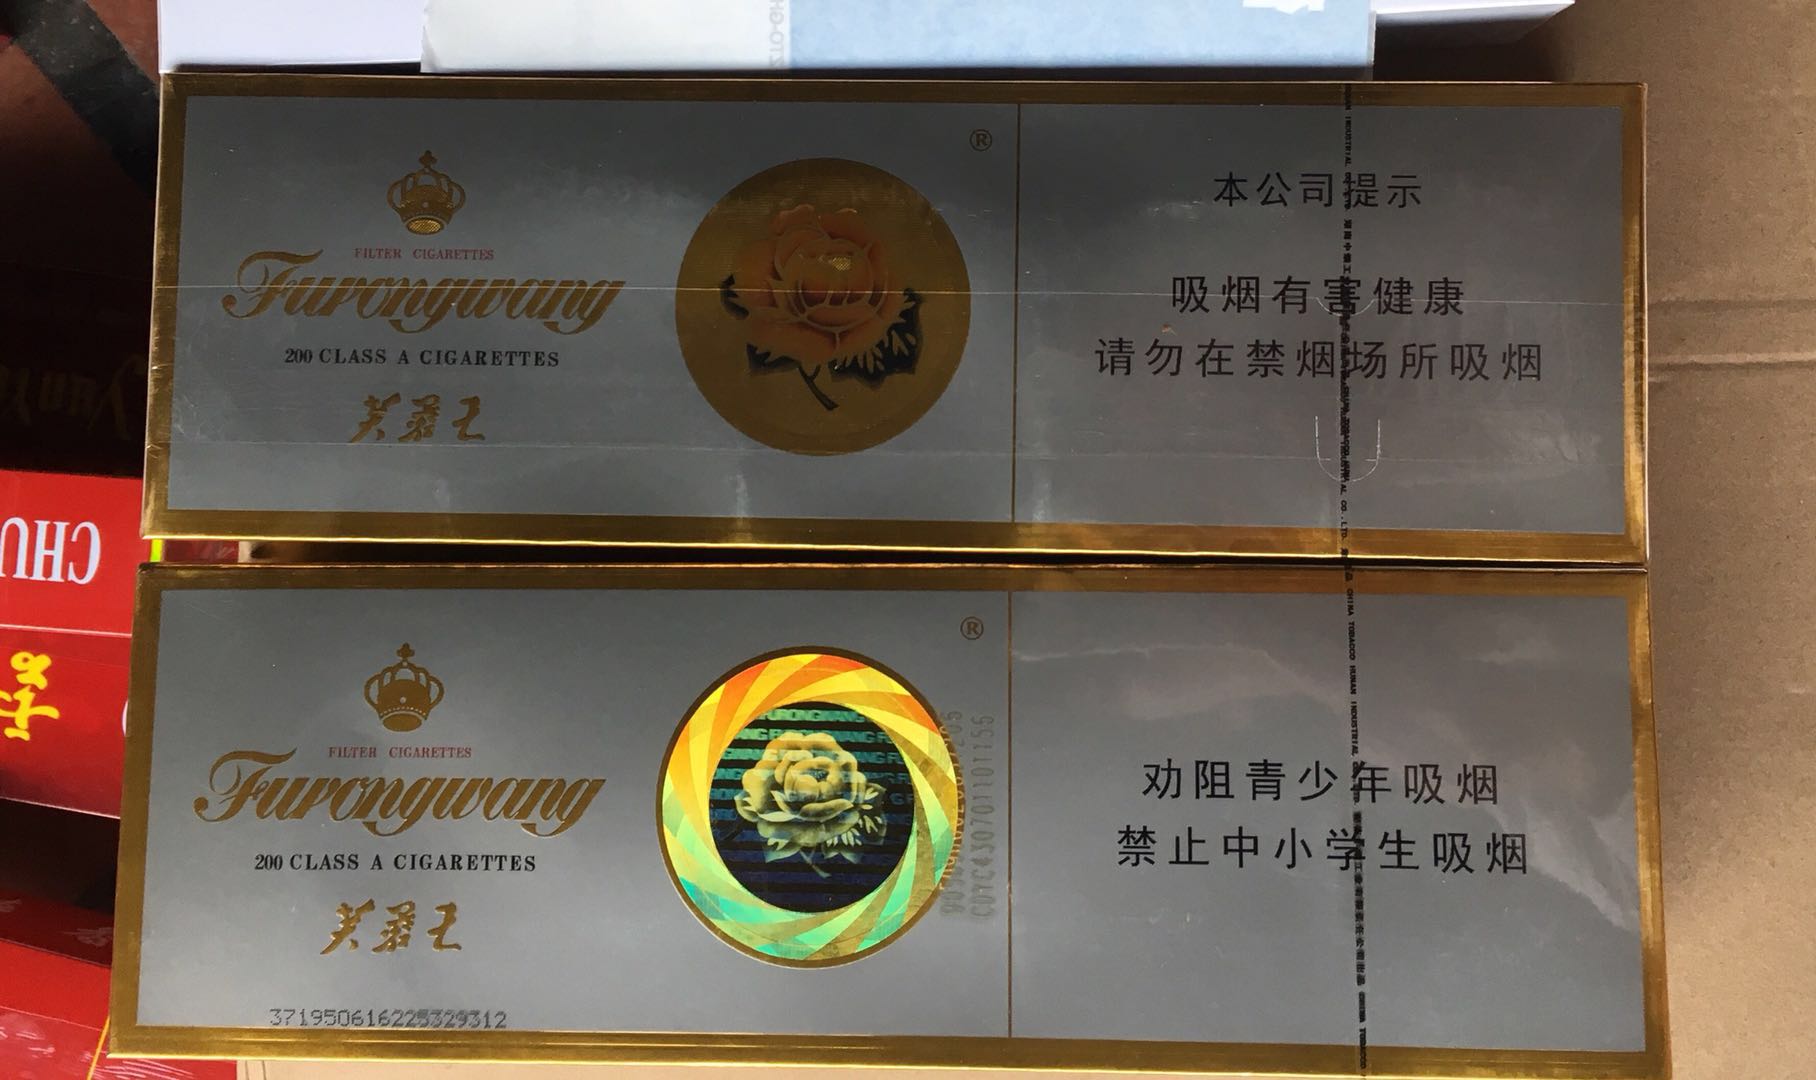 ®
FILTER CIGARETTES
Furongwang
200 CLASS A CIGARETTES
芙蓉王
本公司提示
吸烟有害健康
请勿在禁烟场所吸烟
®
FILTER CIGARETTES
Furongwang
200 CLASS A CIGARETTES
芙蓉王
劝阻青少年吸烟
禁止中小学生吸烟
CHU